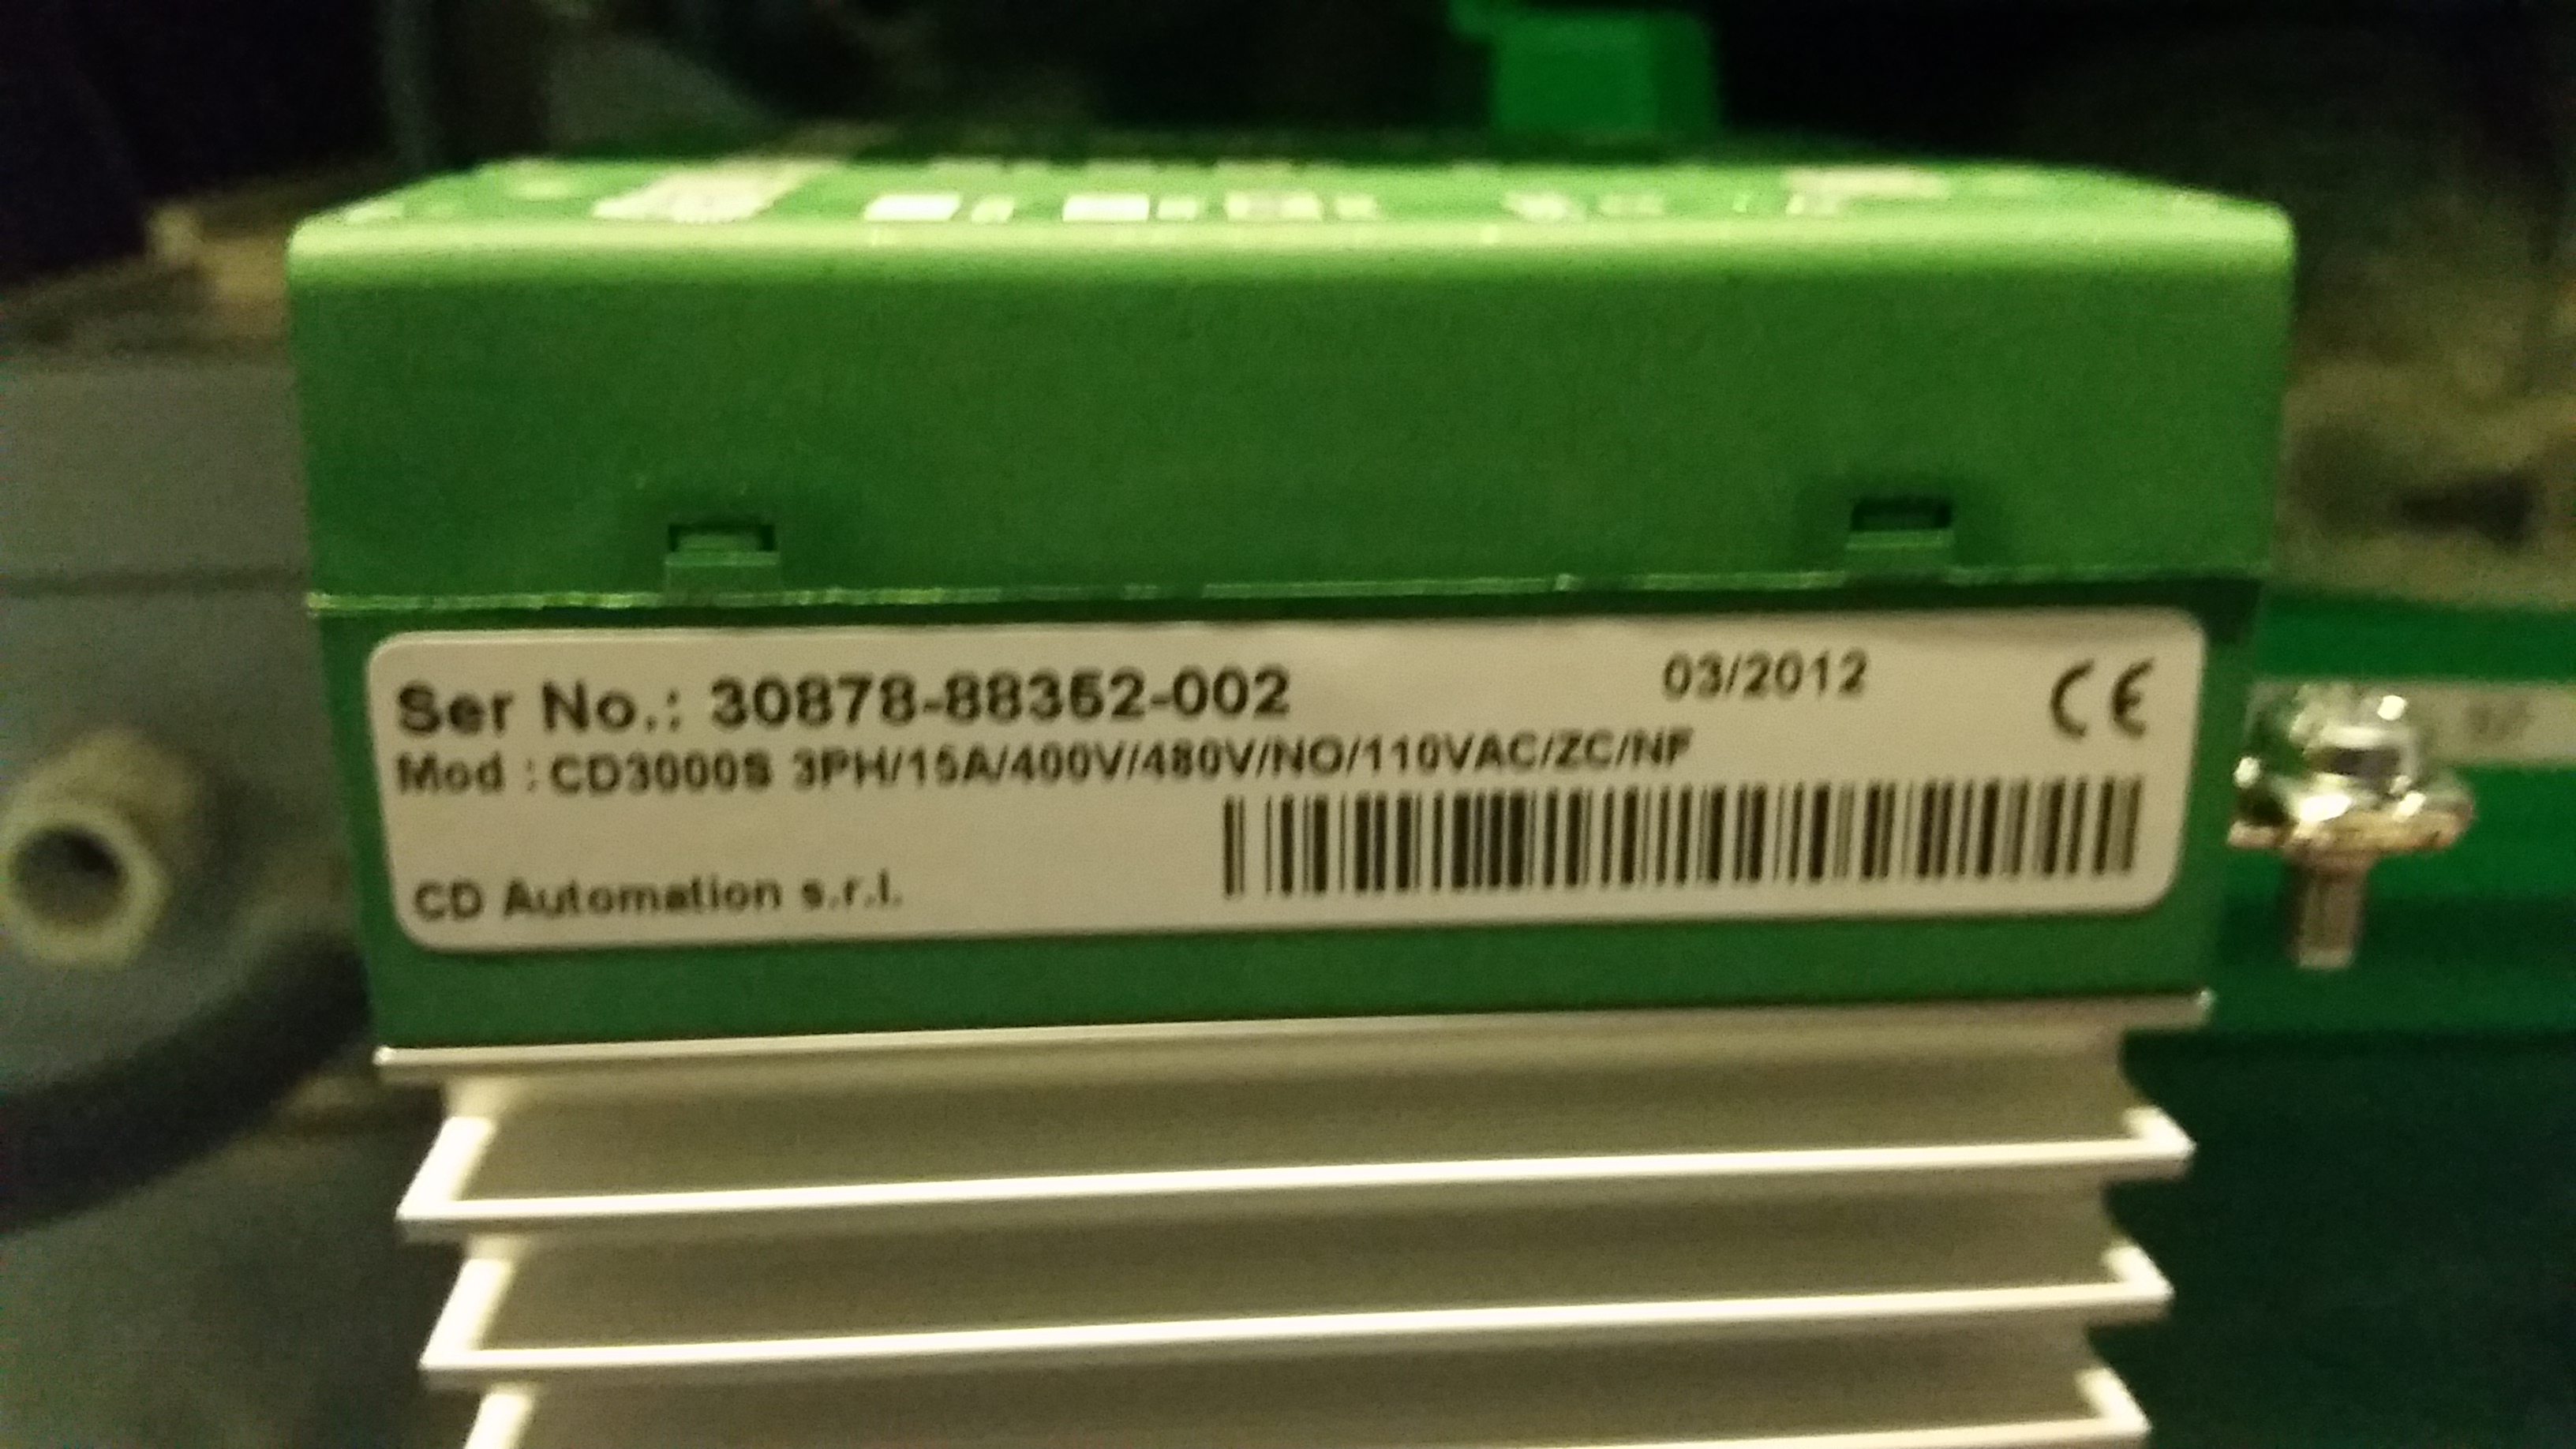 Ser No.: 30878-88352-002
03/2012
CE
Mod : CD3000S 3PH/15A/400V/480V/NO/110VAC/ZC/NF
CD Automation s.r.l.